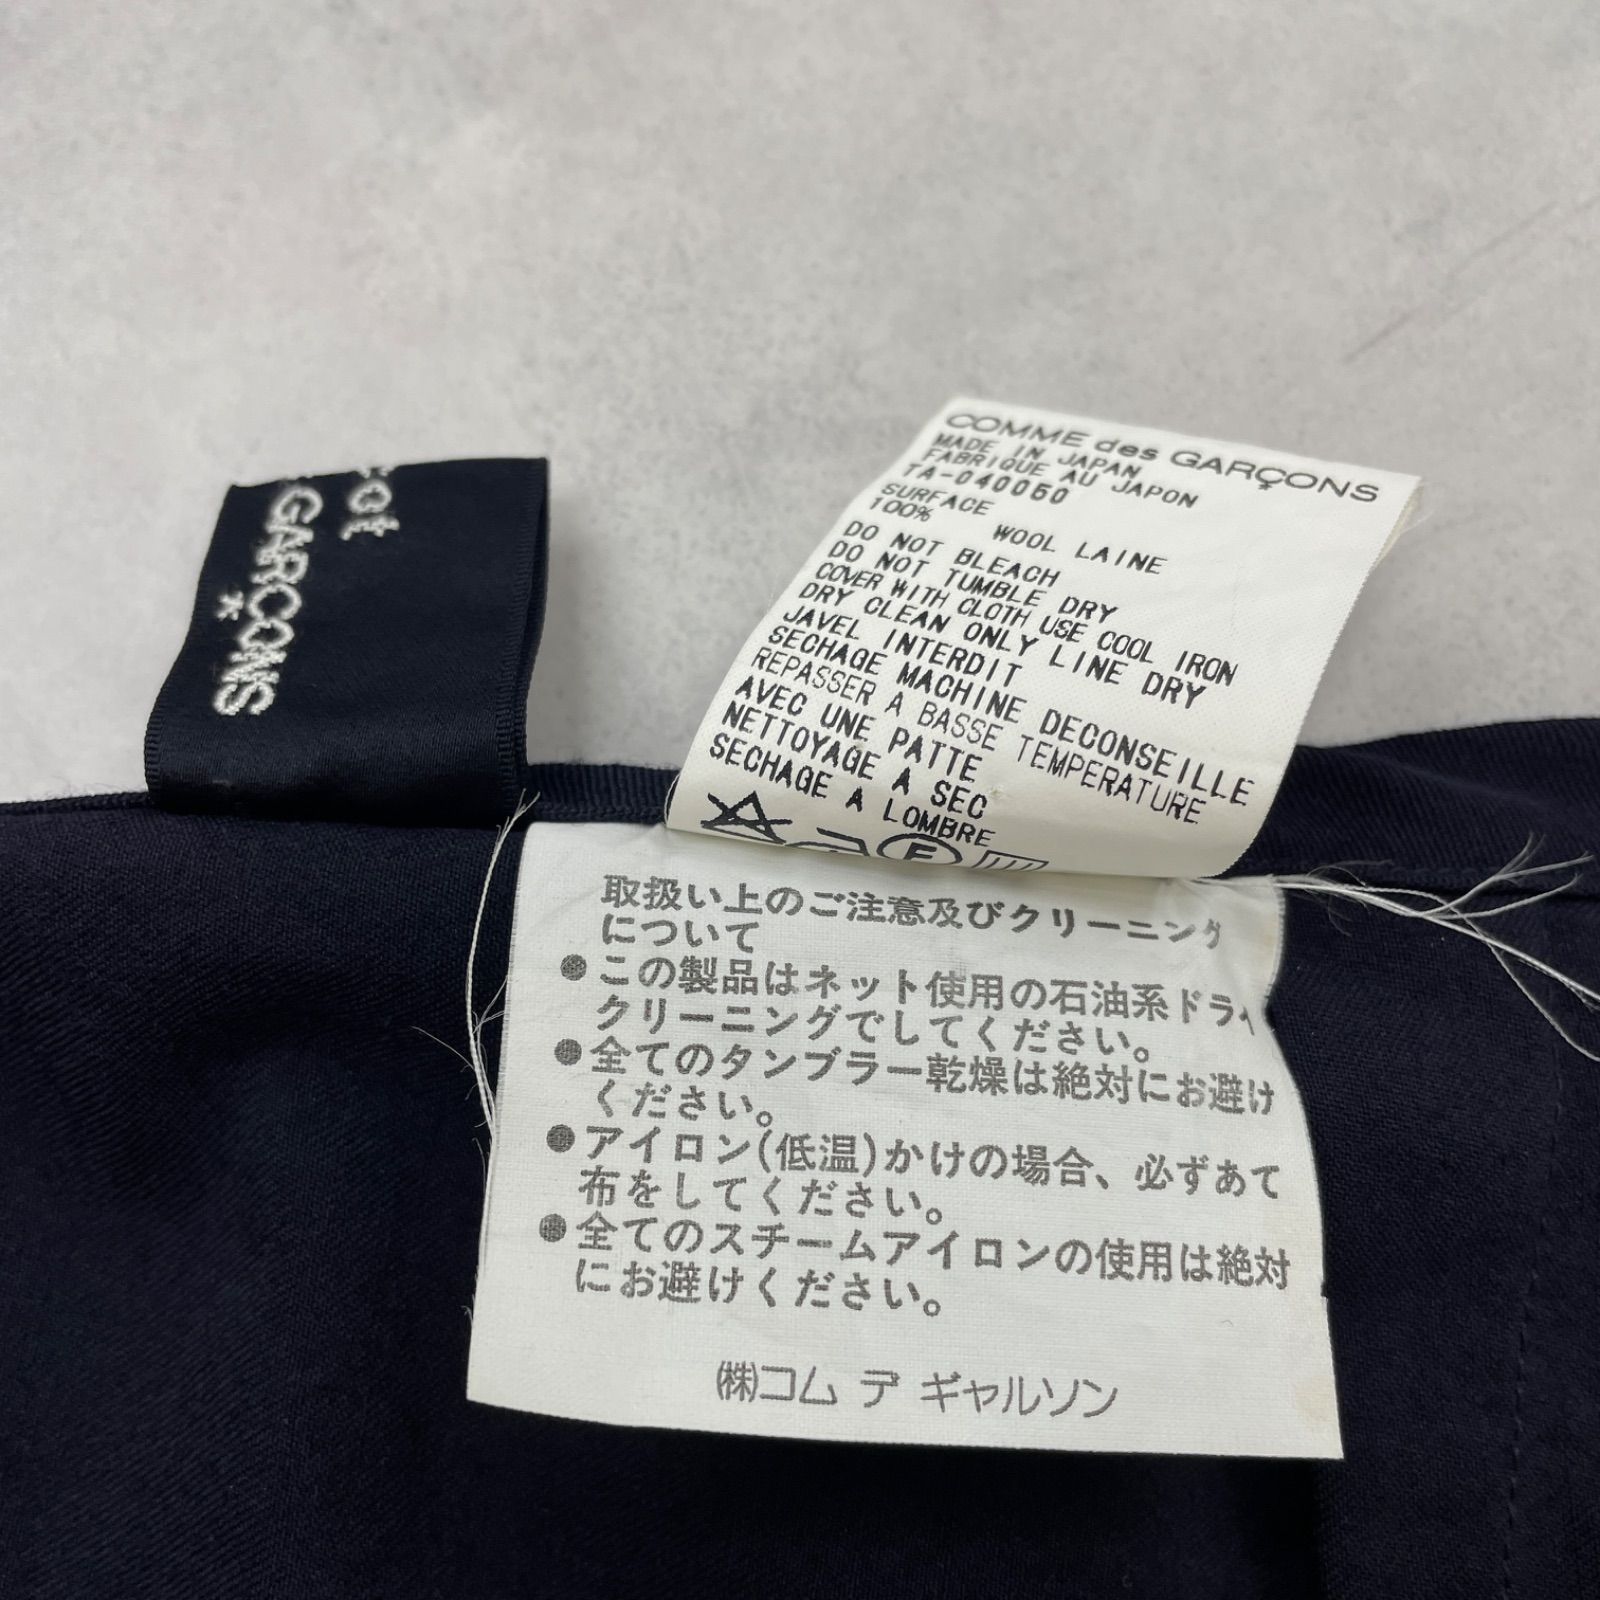 GARCONS
COMME des GARÇONS
MADE IN JAPAN
FABRIQUE AU JAPON
TA-040050
SURFACE
100% WOOL LAINE
DO NOT BLEACH
DO NOT TUMBLE DRY
COVER WITH CLOTH USE COOL IRON
DRY CLEAN ONLY LINE DRY
JAVEL INTERDIT
SECHAGE MACHINE DECONSEILLE
REPASSER A BASSE TEMPERATURE
AVEC UNE PATTE
NETTOYAGE A SEC
SECHAGE A LOMBRE
F
取扱い上のご注意及びクリーニング
について
●この製品はネット使用の石油系ドライ
クリーニングでしてください。
●全てのタンブラー乾燥は絶対にお避け
ください。
●アイロン(低温)かけの場合、必ずあて
布をしてください。
●全てのスチームアイロンの使用は絶対
にお避けください。
㈱コム デ ギャルソン